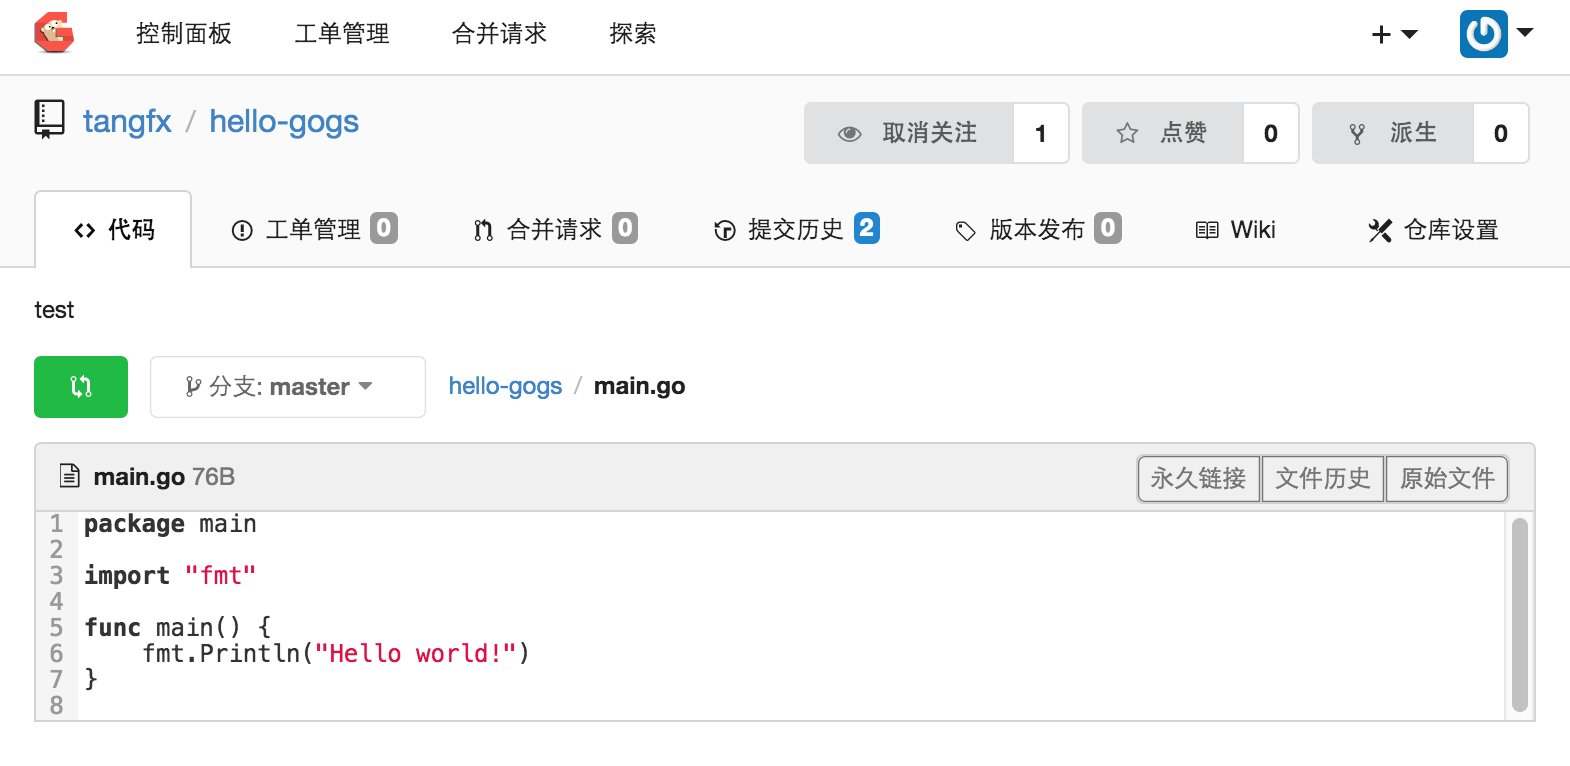 控制面板 工单管理 合并请求 探索
tangfx / hello-gogs 取消关注 1 点赞 0 派生 0
代码 工单管理 0 合并请求 0 提交历史 2 版本发布 0 Wiki 仓库设置
test
分支: master hello-gogs / main.go
main.go 76B 永久链接 文件历史 原始文件
1 package main
2
3 import "fmt"
4
5 func main() {
6     fmt.Println("Hello world!")
7 }
8